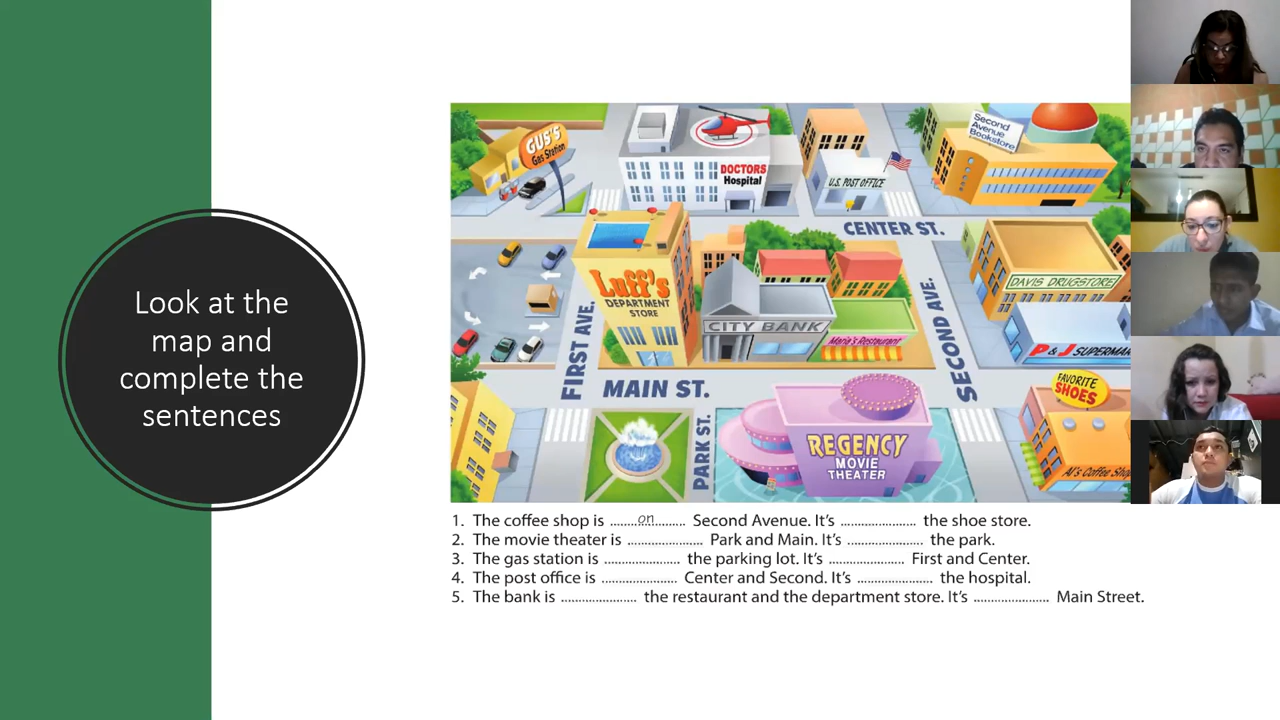 Look at the
map and
complete the
sentences
GUS'S
Gas Station
DOCTORS
Hospital
U.S. POST OFFICE
Second
Avenue
Bookstore
CENTER ST.
Luff's
DEPARTMENT
STORE
CITY BANK
Maria's Restaurant
DAVIS DRUGSTORE
P & J SUPERMAR
FIRST AVE.
SECOND AVE.
MAIN ST.
PARK ST.
REGENCY
MOVIE
THEATER
FAVORITE
SHOES
Al's Coffee Sho
1. The coffee shop is ........on......... Second Avenue. It's ...................... the shoe store.
2. The movie theater is ...................... Park and Main. It's ...................... the park.
3. The gas station is ...................... the parking lot. It's ...................... First and Center.
4. The post office is ...................... Center and Second. It's ...................... the hospital.
5. The bank is ...................... the restaurant and the department store. It's ...................... Main Street.